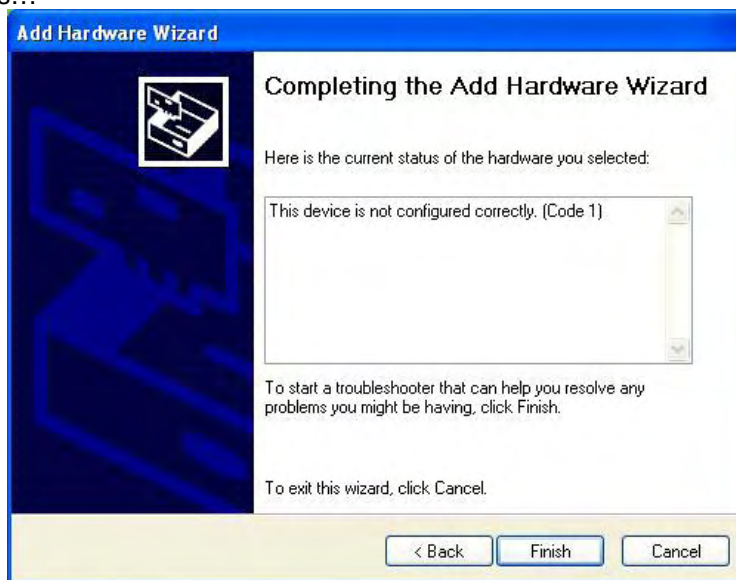 s...
Add Hardware Wizard
Completing the Add Hardware Wizard
Here is the current status of the hardware you selected:
This device is not configured correctly. (Code 1)
To start a troubleshooter that can help you resolve any
problems you might be having, click Finish.
To exit this wizard, click Cancel.
< Back Finish Cancel